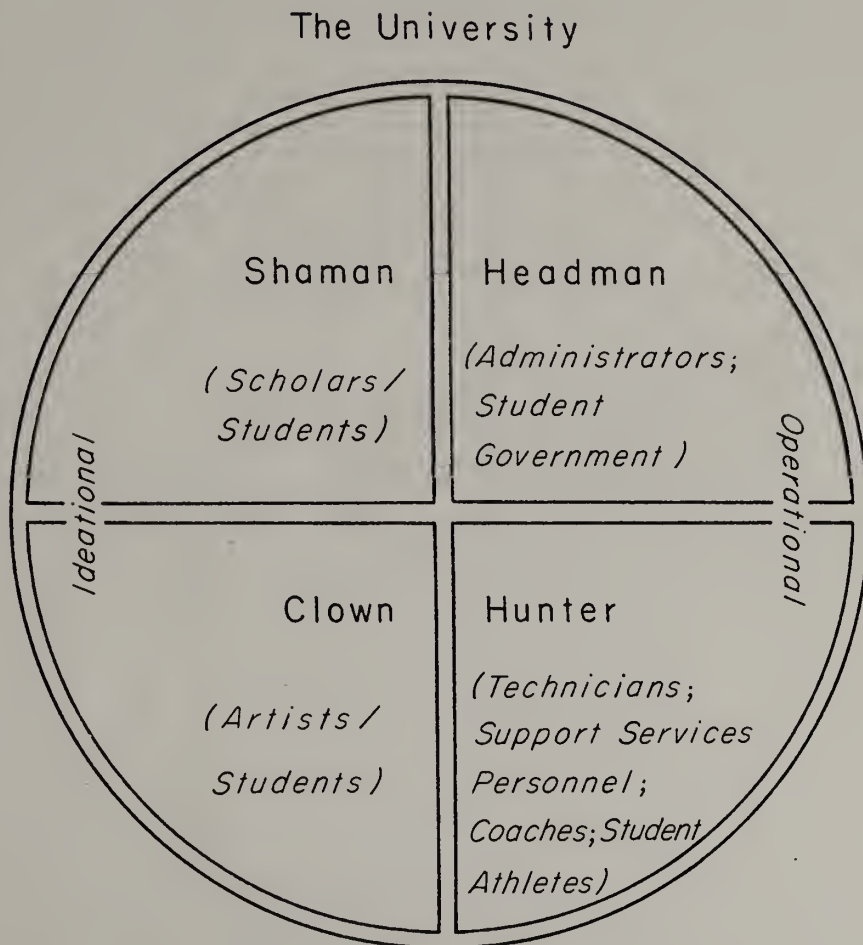 The University
Shaman
(Scholars/
Students)
Headman
(Administrators;
Student
Government)
Ideational
Operational
Clown
(Artists/
Students)
Hunter
(Technicians;
Support Services
Personnel;
Coaches; Student
Athletes)